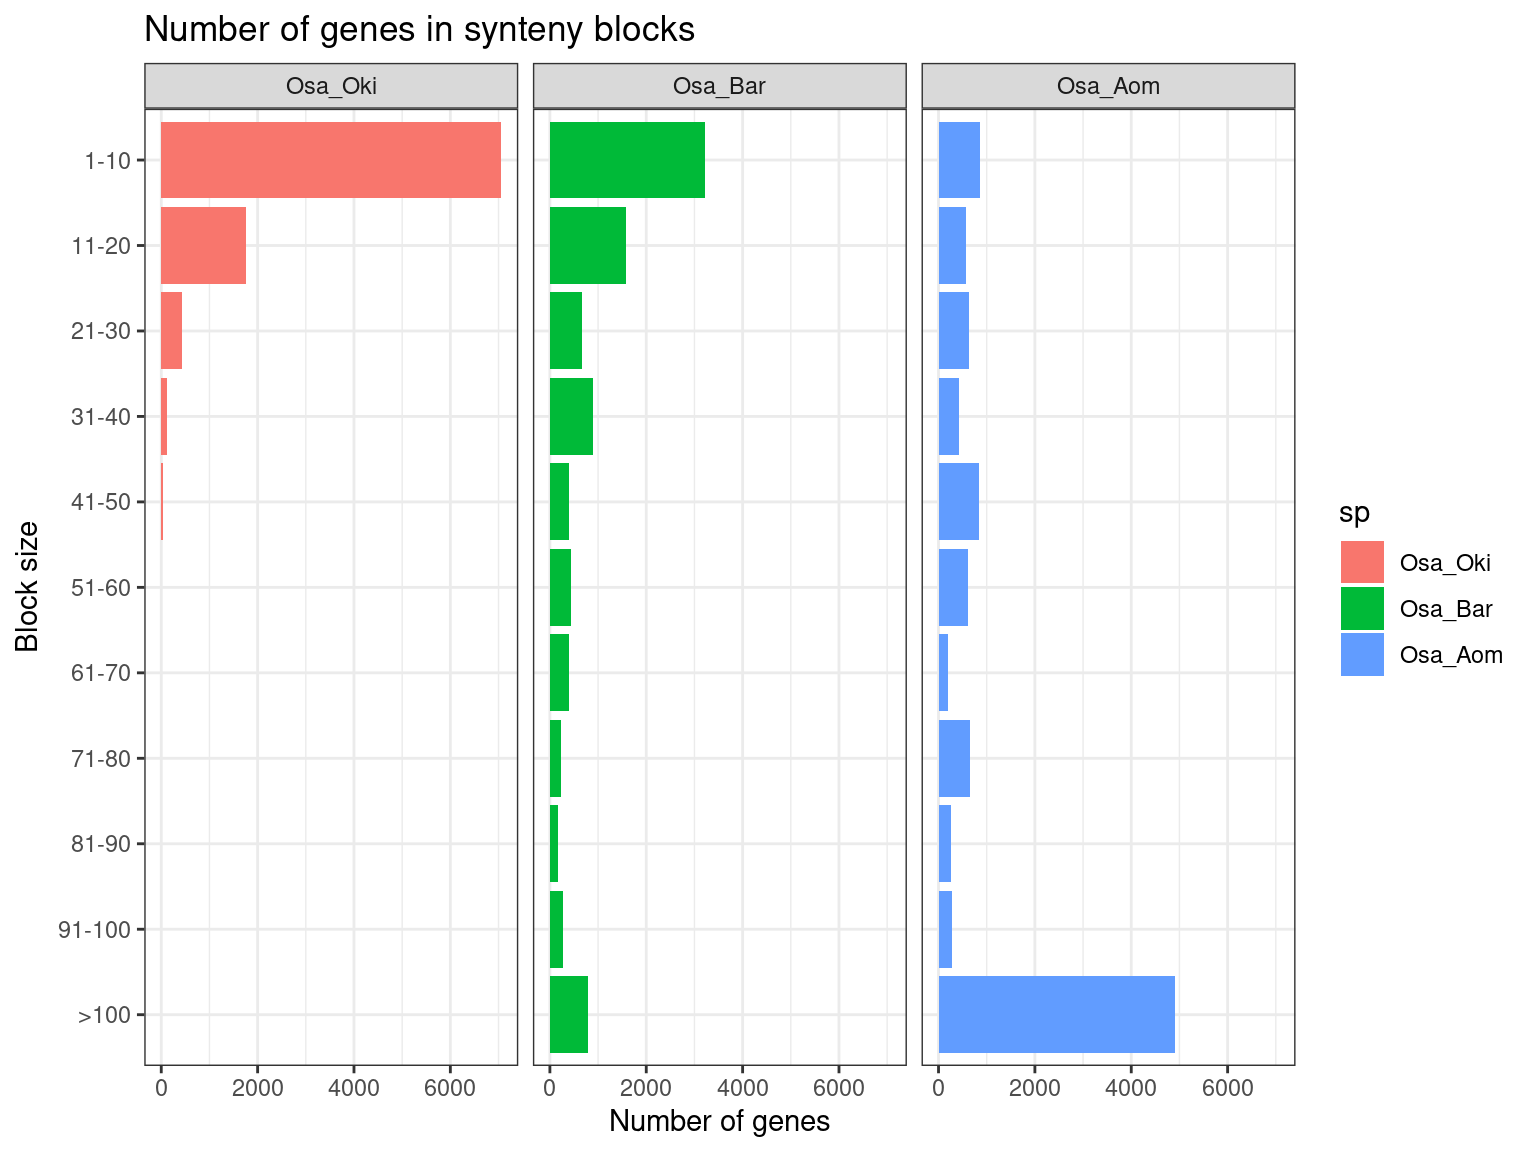 Number of genes in synteny blocks
Osa_Oki
Osa_Bar
Osa_Aom
1-10
11-20
21-30
31-40
41-50
51-60
61-70
71-80
81-90
91-100
>100
Block size
0 2000 4000 6000
0 2000 4000 6000
0 2000 4000 6000
Number of genes
sp
Osa_Oki
Osa_Bar
Osa_Aom